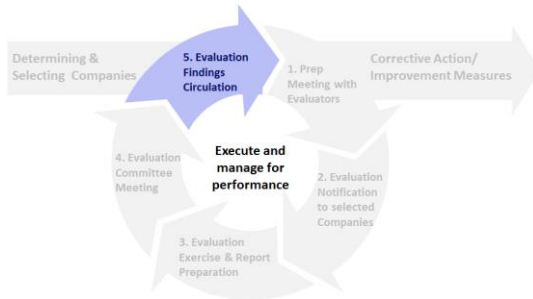 Determining &
Selecting Companies
5. Evaluation
Findings
Circulation
1. Prep
Meeting with
Evaluators
Corrective Action/
Improvement Measures
4. Evaluation
Committee
Meeting
Execute and
manage for
performance
2. Evaluation
Notification
to selected
Companies
3. Evaluation
Exercise & Report
Preparation